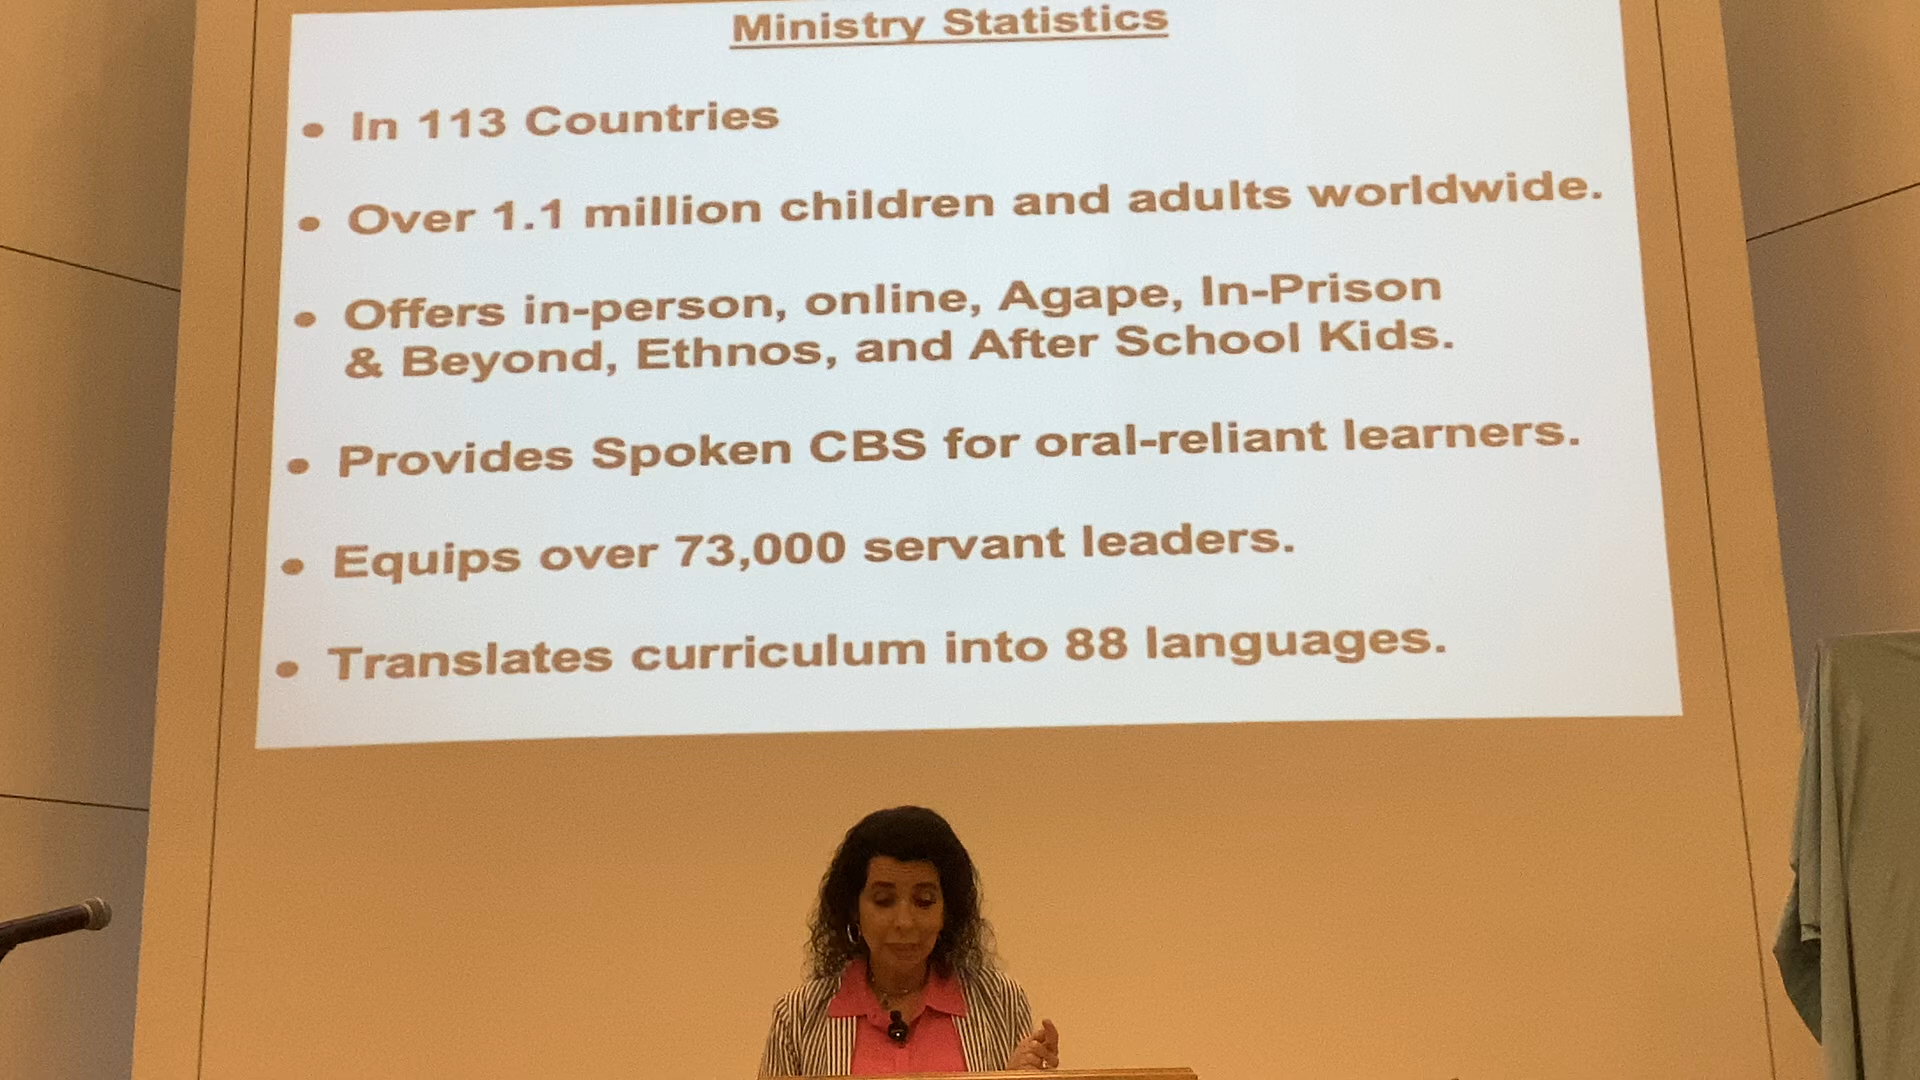 Ministry Statistics
• In 113 Countries
• Over 1.1 million children and adults worldwide.
• Offers in-person, online, Agape, In-Prison
& Beyond, Ethnos, and After School Kids.
• Provides Spoken CBS for oral-reliant learners.
• Equips over 73,000 servant leaders.
• Translates curriculum into 88 languages.